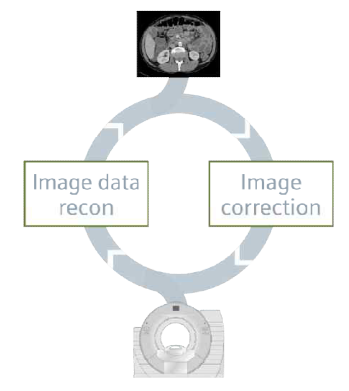 Image data
recon
Image
correction